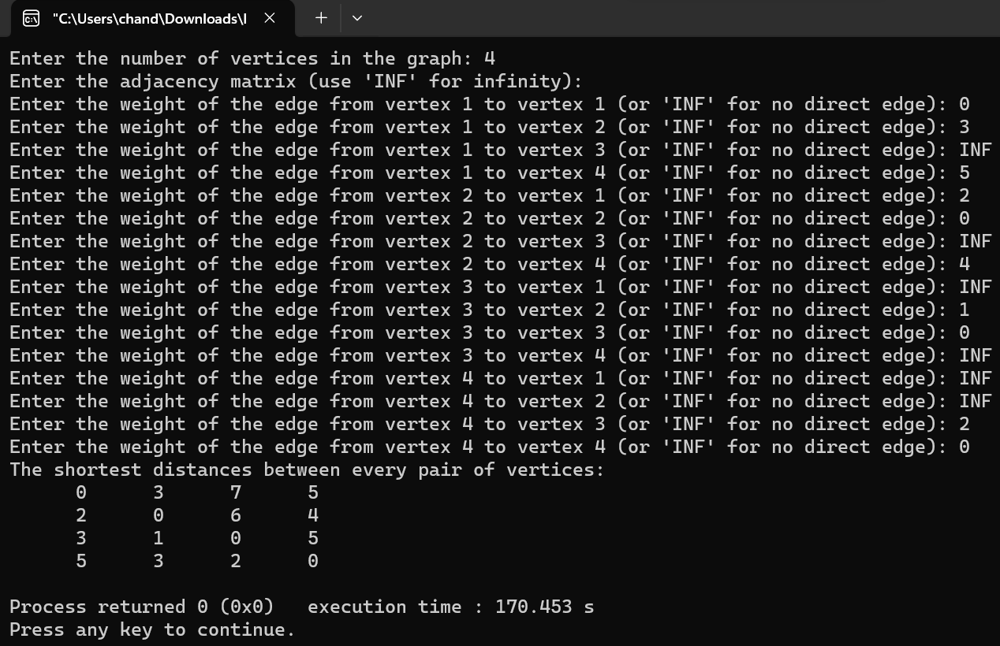 "C:\Users\chand\Downloads\I
Enter the number of vertices in the graph: 4
Enter the adjacency matrix (use 'INF' for infinity):
Enter the weight of the edge from vertex 1 to vertex 1 (or 'INF' for no direct edge): 0
Enter the weight of the edge from vertex 1 to vertex 2 (or 'INF' for no direct edge): 3
Enter the weight of the edge from vertex 1 to vertex 3 (or 'INF' for no direct edge): INF
Enter the weight of the edge from vertex 1 to vertex 4 (or 'INF' for no direct edge): 5
Enter the weight of the edge from vertex 2 to vertex 1 (or 'INF' for no direct edge): 2
Enter the weight of the edge from vertex 2 to vertex 2 (or 'INF' for no direct edge): 0
Enter the weight of the edge from vertex 2 to vertex 3 (or 'INF' for no direct edge): INF
Enter the weight of the edge from vertex 2 to vertex 4 (or 'INF' for no direct edge): 4
Enter the weight of the edge from vertex 3 to vertex 1 (or 'INF' for no direct edge): INF
Enter the weight of the edge from vertex 3 to vertex 2 (or 'INF' for no direct edge): 1
Enter the weight of the edge from vertex 3 to vertex 3 (or 'INF' for no direct edge): 0
Enter the weight of the edge from vertex 3 to vertex 4 (or 'INF' for no direct edge): INF
Enter the weight of the edge from vertex 4 to vertex 1 (or 'INF' for no direct edge): INF
Enter the weight of the edge from vertex 4 to vertex 2 (or 'INF' for no direct edge): INF
Enter the weight of the edge from vertex 4 to vertex 3 (or 'INF' for no direct edge): 2
Enter the weight of the edge from vertex 4 to vertex 4 (or 'INF' for no direct edge): 0
The shortest distances between every pair of vertices:
0 3 7 5
2 0 6 4
3 1 0 5
5 3 2 0
Process returned 0 (0x0) execution time : 170.453 s
Press any key to continue.